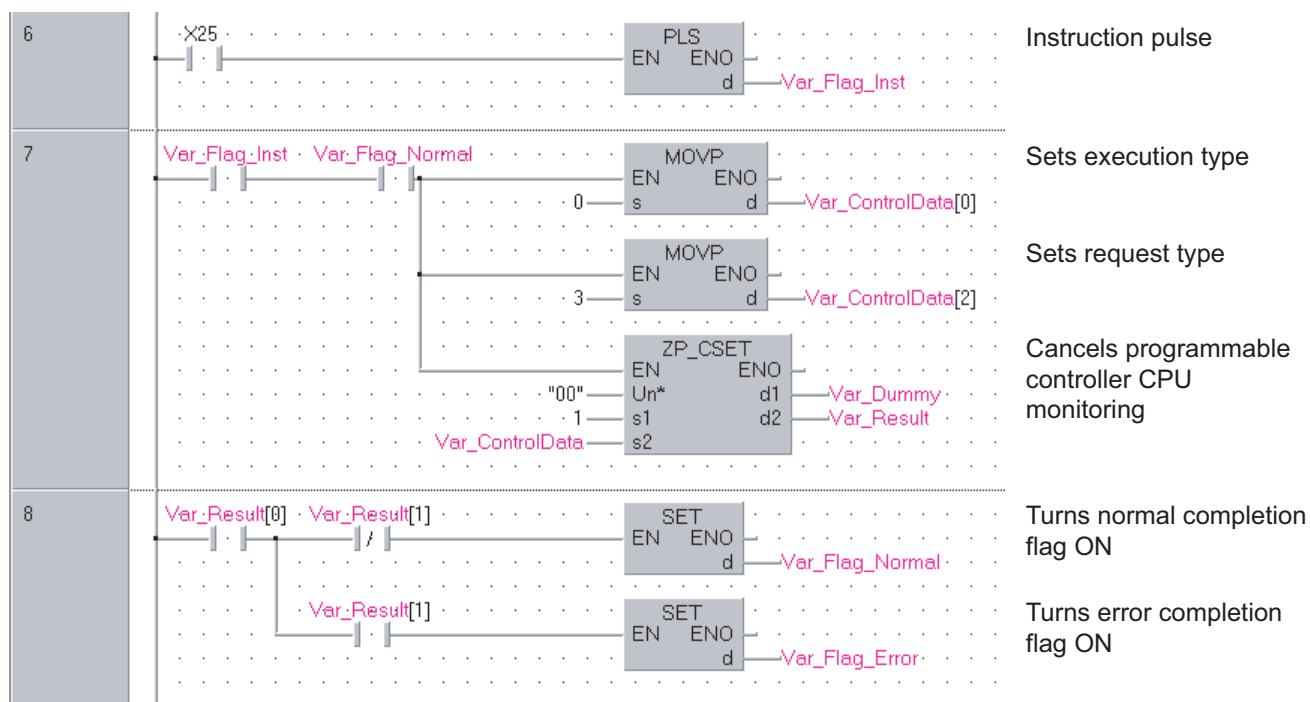 6
X25
PLS
EN ENO
d
Var_Flag_Inst
Instruction pulse
7
Var_Flag_Inst Var_Flag_Normal
MOVP
EN ENO
0 s d Var_ControlData[0]
Sets execution type
MOVP
EN ENO
3 s d Var_ControlData[2]
Sets request type
ZP_CSET
EN ENO
"00" Un* d1 Var_Dummy
1 s1 d2 Var_Result
Var_ControlData s2
Cancels programmable
controller CPU
monitoring
8
Var_Result[0] Var_Result[1]
SET
EN ENO
d Var_Flag_Normal
Turns normal completion
flag ON
Var_Result[1]
SET
EN ENO
d Var_Flag_Error
Turns error completion
flag ON